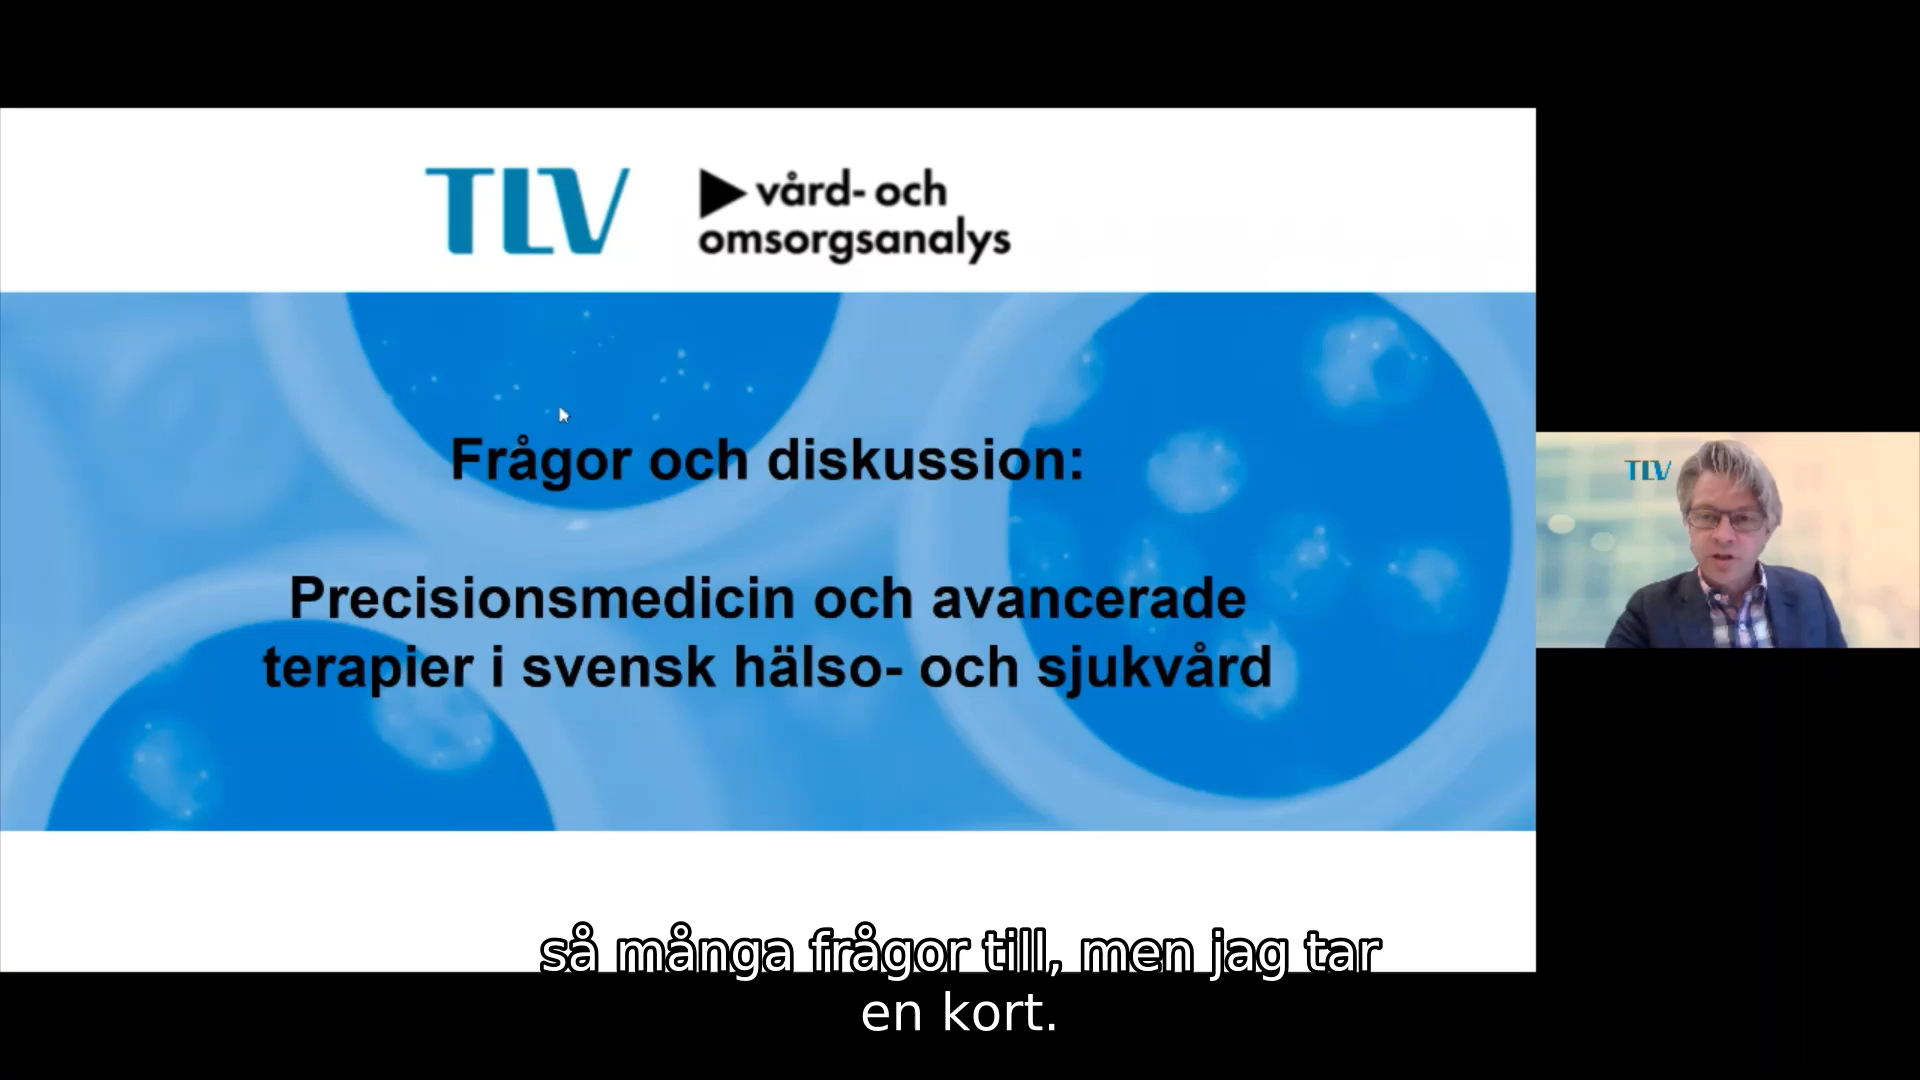 TLV
vård- och
omsorgsanalys
Frågor och diskussion:
Precisionsmedicin och avancerade
terapier i svensk hälso- och sjukvård
TLV
så många frågor till, men jag tar
en kort.